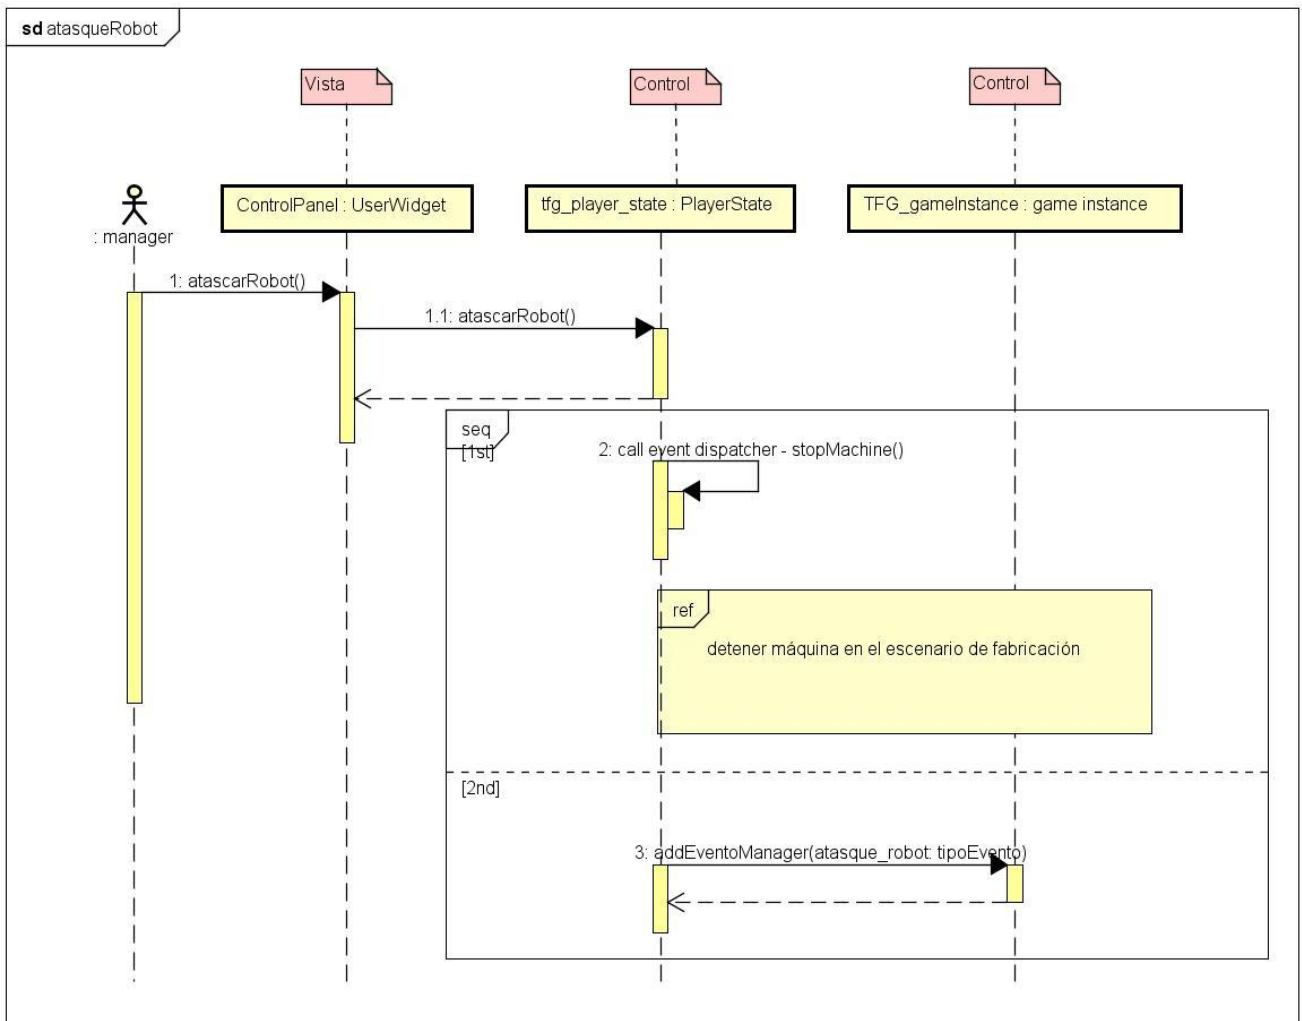 sd atasqueRobot
Vista
Control
Control
ControlPanel : UserWidget
tfg_player_state : PlayerState
TFG_gameInstance : game instance
: manager
1: atascarRobot()
1.1: atascarRobot()
seq
[1st]
2: call event dispatcher - stopMachine()
ref
detener máquina en el escenario de fabricación
[2nd]
3: addEventoManager(atasque_robot: tipoEvento)